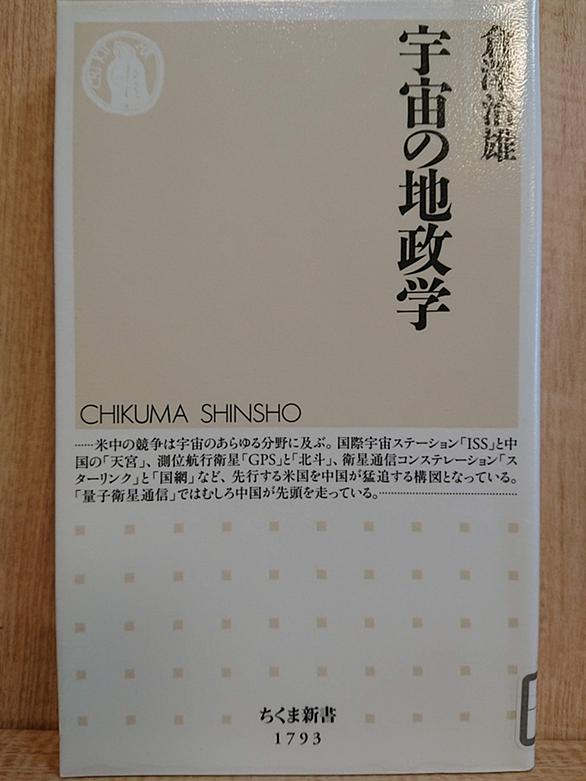 倉澤治雄
宇宙の地政学
CHIKUMA SHINSHO
……米中の競争は宇宙のあらゆる分野に及ぶ。国際宇宙ステーション「ISS」と中
国の「天宮」、測位航行衛星「GPS」と「北斗」、衛星通信コンステレーション「ス
ターリンク」と「国網」など、先行する米国を中国が猛追する構図となっている。
「量子衛星通信」ではむしろ中国が先頭を走っている。……………………
ちくま新書
1793